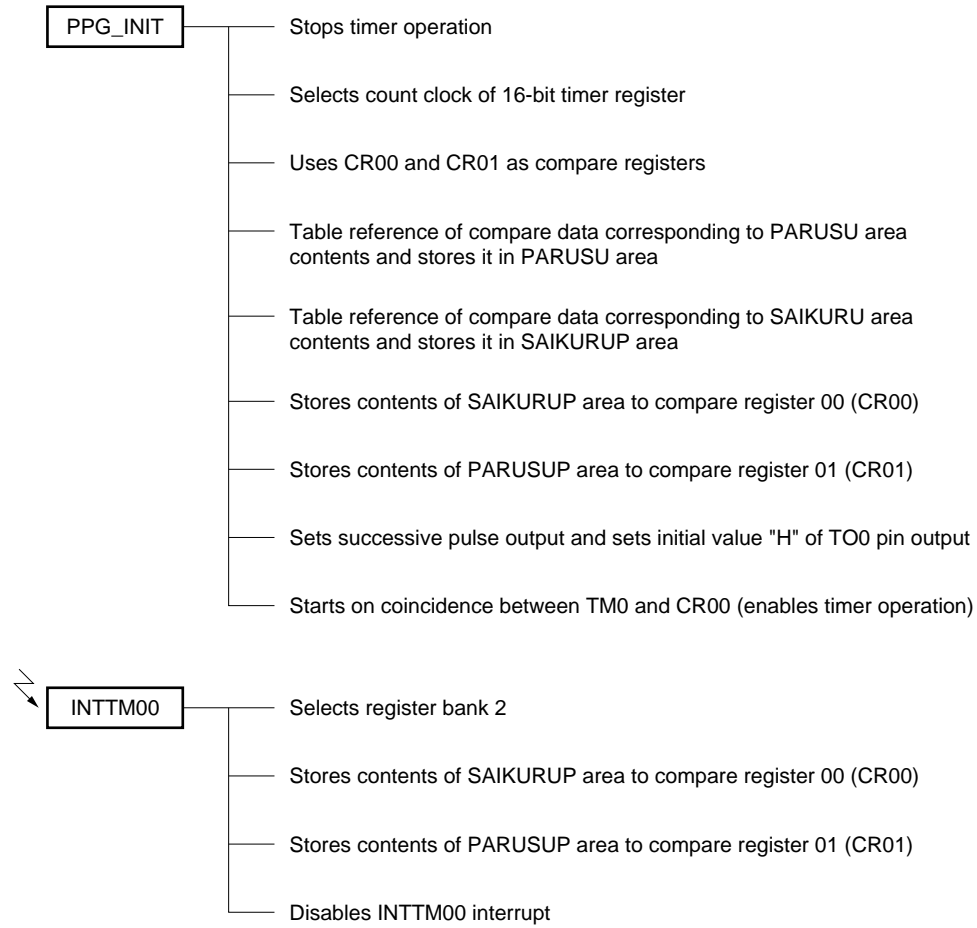 PPG_INIT
Stops timer operation
Selects count clock of 16-bit timer register
Uses CR00 and CR01 as compare registers
Table reference of compare data corresponding to PARUSU area
contents and stores it in PARUSU area
Table reference of compare data corresponding to SAIKURU area
contents and stores it in SAIKURUP area
Stores contents of SAIKURUP area to compare register 00 (CR00)
Stores contents of PARUSUP area to compare register 01 (CR01)
Sets successive pulse output and sets initial value "H" of TO0 pin output
Starts on coincidence between TM0 and CR00 (enables timer operation)
INTTM00
Selects register bank 2
Stores contents of SAIKURUP area to compare register 00 (CR00)
Stores contents of PARUSUP area to compare register 01 (CR01)
Disables INTTM00 interrupt